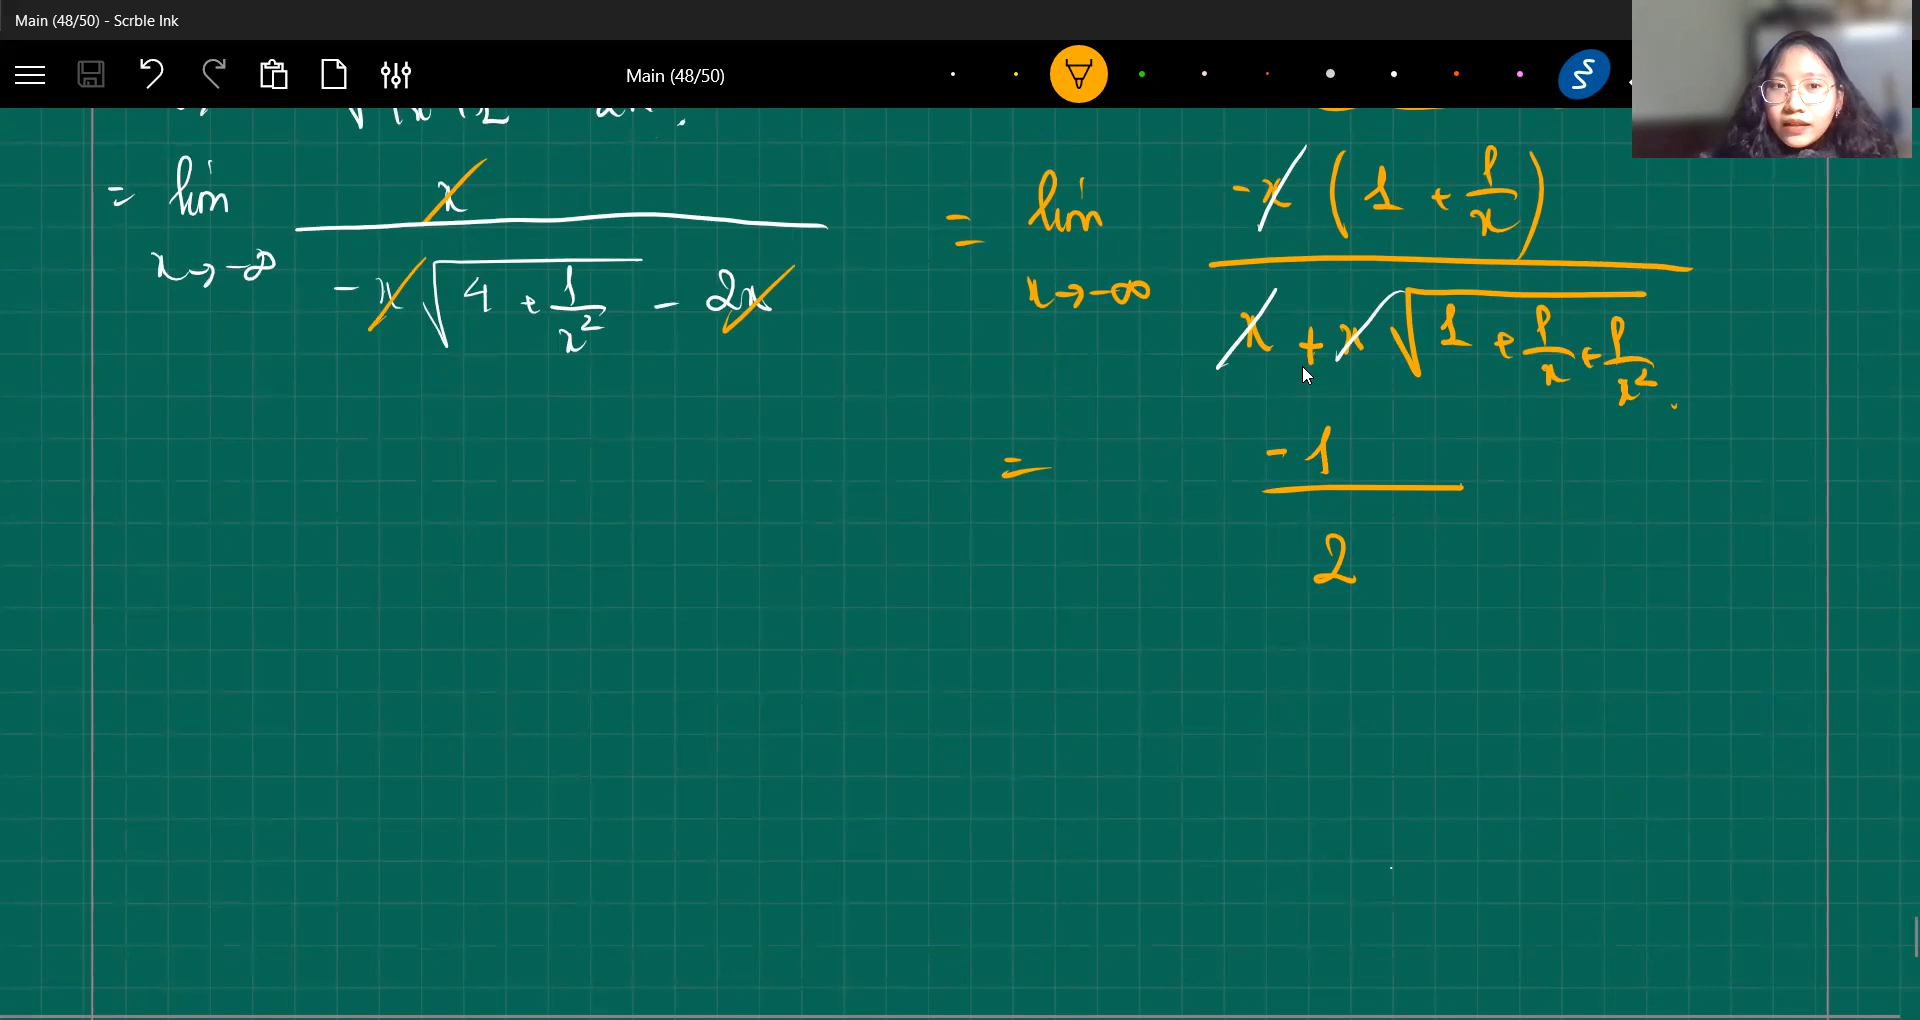 Main (48/50) - Scrble Ink
Main (48/50)
= lim x→-∞ x / (-x√(4 + 1/x²) - 2x)
= lim x→-∞ -x(1 + 1/x) / (x + x√(1 + 1/x + 1/x²))
= -1/2